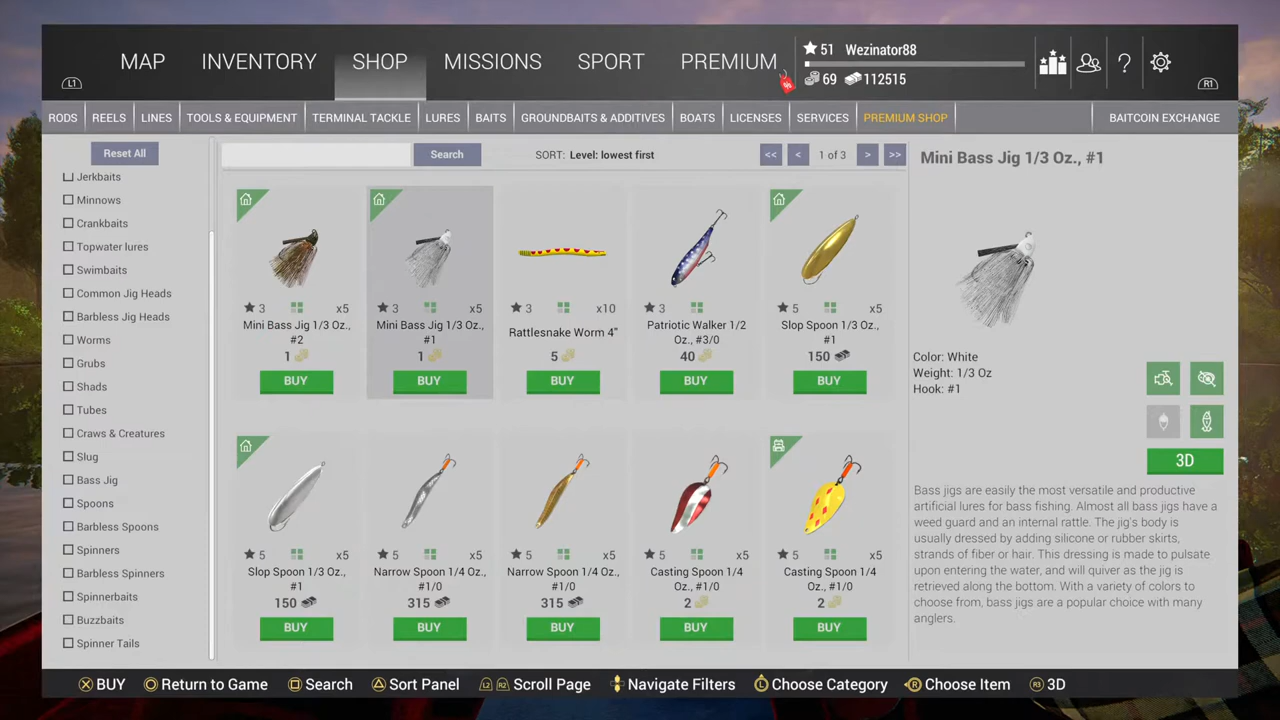 MAP INVENTORY SHOP MISSIONS SPORT PREMIUM
51 Wezinator88
69 112515
L1 R1
RODS REELS LINES TOOLS & EQUIPMENT TERMINAL TACKLE LURES BAITS GROUNDBAITS & ADDITIVES BOATS LICENSES SERVICES PREMIUM SHOP BAITCOIN EXCHANGE
Reset All
Search SORT: Level: lowest first << < 1 of 3 > >>
Jerkbaits
Minnows
Crankbaits
Topwater lures
Swimbaits
Common Jig Heads
Barbless Jig Heads
Worms
Grubs
Shads
Tubes
Craws & Creatures
Slug
Bass Jig
Spoons
Barbless Spoons
Spinners
Barbless Spinners
Spinnerbaits
Buzzbaits
Spinner Tails
3 x5
Mini Bass Jig 1/3 Oz.,
#2
1
BUY
3 x5
Mini Bass Jig 1/3 Oz.,
#1
1
BUY
3 x10
Rattlesnake Worm 4"
5
BUY
3
Patriotic Walker 1/2
Oz., #3/0
40
BUY
5 x5
Slop Spoon 1/3 Oz.,
#1
150
BUY
5 x5
Slop Spoon 1/3 Oz.,
#1
150
BUY
5 x5
Narrow Spoon 1/4 Oz.,
#1/0
315
BUY
5 x5
Narrow Spoon 1/4 Oz.,
#1/0
315
BUY
5 x5
Casting Spoon 1/4
Oz., #1/0
2
BUY
5 x5
Casting Spoon 1/4
Oz., #1/0
2
BUY
Mini Bass Jig 1/3 Oz., #1
Color: White
Weight: 1/3 Oz
Hook: #1
3D
Bass jigs are easily the most versatile and productive
artificial lures for bass fishing. Almost all bass jigs have a
weed guard and an internal rattle. The jig's body is
usually dressed by adding silicone or rubber skirts,
strands of fiber or hair. This dressing is made to pulsate
upon entering the water, and will quiver as the jig is
retrieved along the bottom. With a variety of colors to
choose from, bass jigs are a popular choice with many
anglers.
BUY Return to Game Search Sort Panel L2 R2 Scroll Page Navigate Filters L Choose Category R Choose Item R3 3D